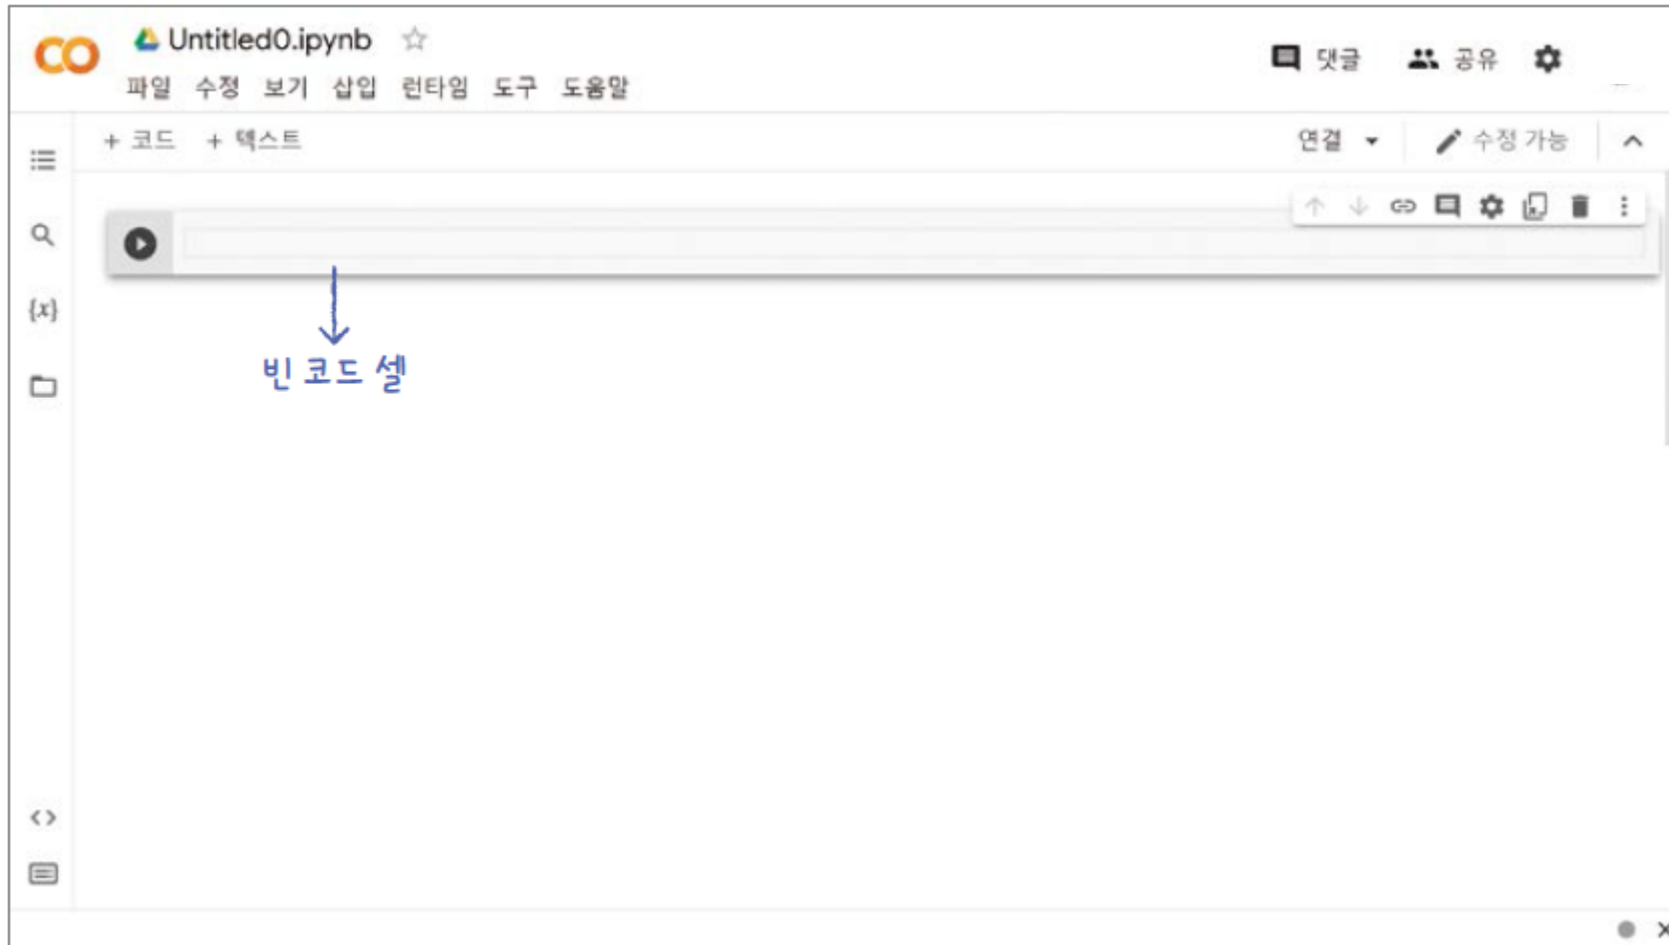 Untitled0.ipynb
댓글 공유
파일 수정 보기 삽입 런타임 도구 도움말
+ 코드 + 텍스트
연결 수정 가능
{x}
빈 코드 셀